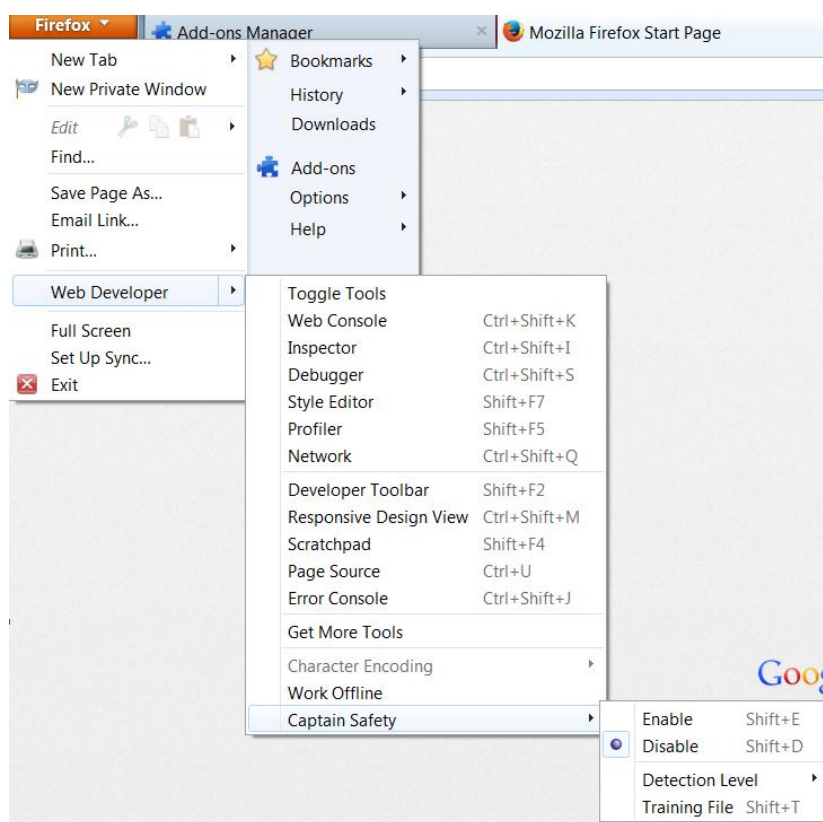 Firefox
Add-ons Manager
Mozilla Firefox Start Page
New Tab
New Private Window
Edit
Find...
Save Page As...
Email Link...
Print...
Web Developer
Full Screen
Set Up Sync...
Exit
Bookmarks
History
Downloads
Add-ons
Options
Help
Toggle Tools
Web Console Ctrl+Shift+K
Inspector Ctrl+Shift+I
Debugger Ctrl+Shift+S
Style Editor Shift+F7
Profiler Shift+F5
Network Ctrl+Shift+Q
Developer Toolbar Shift+F2
Responsive Design View Ctrl+Shift+M
Scratchpad Shift+F4
Page Source Ctrl+U
Error Console Ctrl+Shift+J
Get More Tools
Character Encoding
Work Offline
Captain Safety
Goog
Enable Shift+E
Disable Shift+D
Detection Level
Training File Shift+T